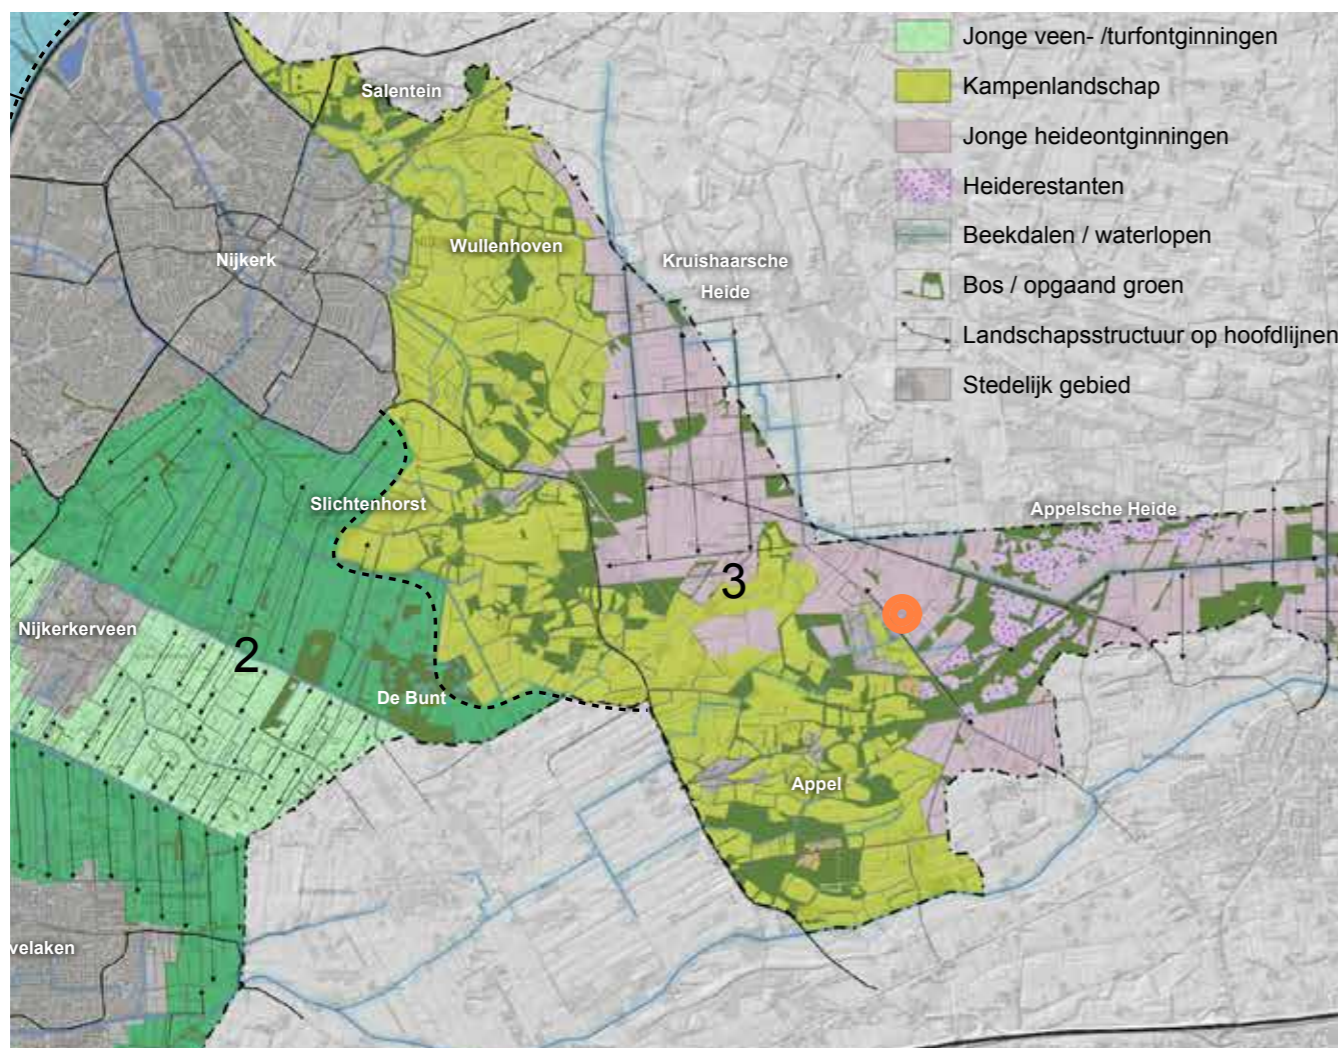 Jonge veen- /turfontginningen
Kampenlandschap
Jonge heideontginningen
Heiderestanten
Beekdalen / waterlopen
Bos / opgaand groen
Landschapsstructuur op hoofdlijnen
Stedelijk gebied
Salentein
Wullenhoven
Nijkerk
Kruishaarsche
Heide
Slichtenhorst
Appelsche Heide
3
Nijkerkerveen
2
De Bunt
Appel
velaken